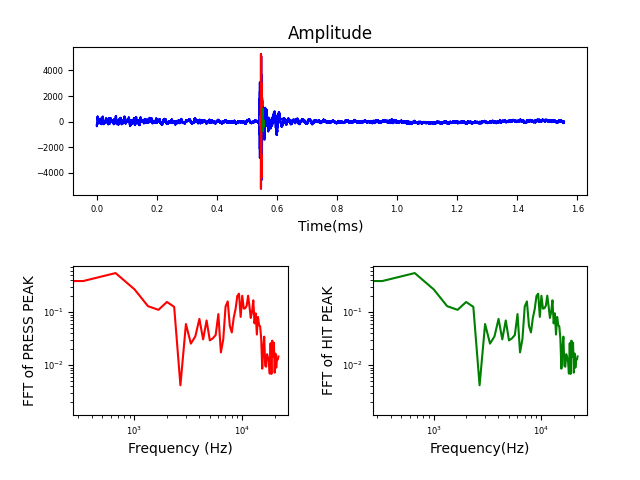 Amplitude
4000
2000
0
−2000
−4000
0.0 0.2 0.4 0.6 0.8 1.0 1.2 1.4 1.6
Time(ms)
FFT of PRESS PEAK
10⁻¹
10⁻²
10³ 10⁴
Frequency (Hz)
FFT of HIT PEAK
10⁻¹
10⁻²
10³ 10⁴
Frequency(Hz)